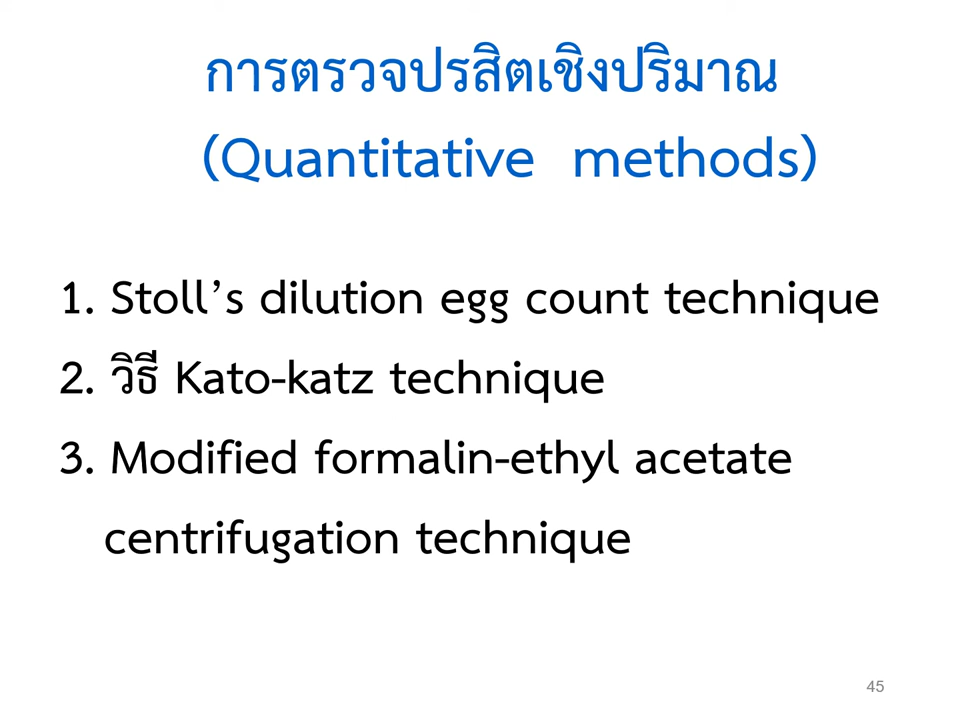 การตรวจปรสิตเชิงปริมาณ
(Quantitative methods)
1. Stoll’s dilution egg count technique
2. วิธี Kato-katz technique
3. Modified formalin-ethyl acetate
centrifugation technique
45